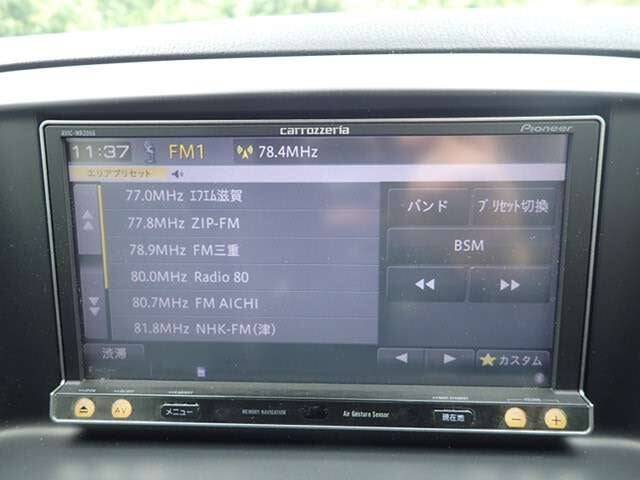 carrozzeria
Pioneer
11:37 FM1 78.4MHz
エリアプリセット
77.0MHz ｴﾌｴﾑ滋賀
77.8MHz ZIP-FM
78.9MHz FM三重
80.0MHz Radio 80
80.7MHz FM AICHI
81.8MHz NHK-FM(津)
バンド
ﾌﾟﾘｾｯﾄ切換
BSM
渋滞
カスタム
AV
メニュー
MEMORY NAVIGATION
Air Gesture Sensor
現在地